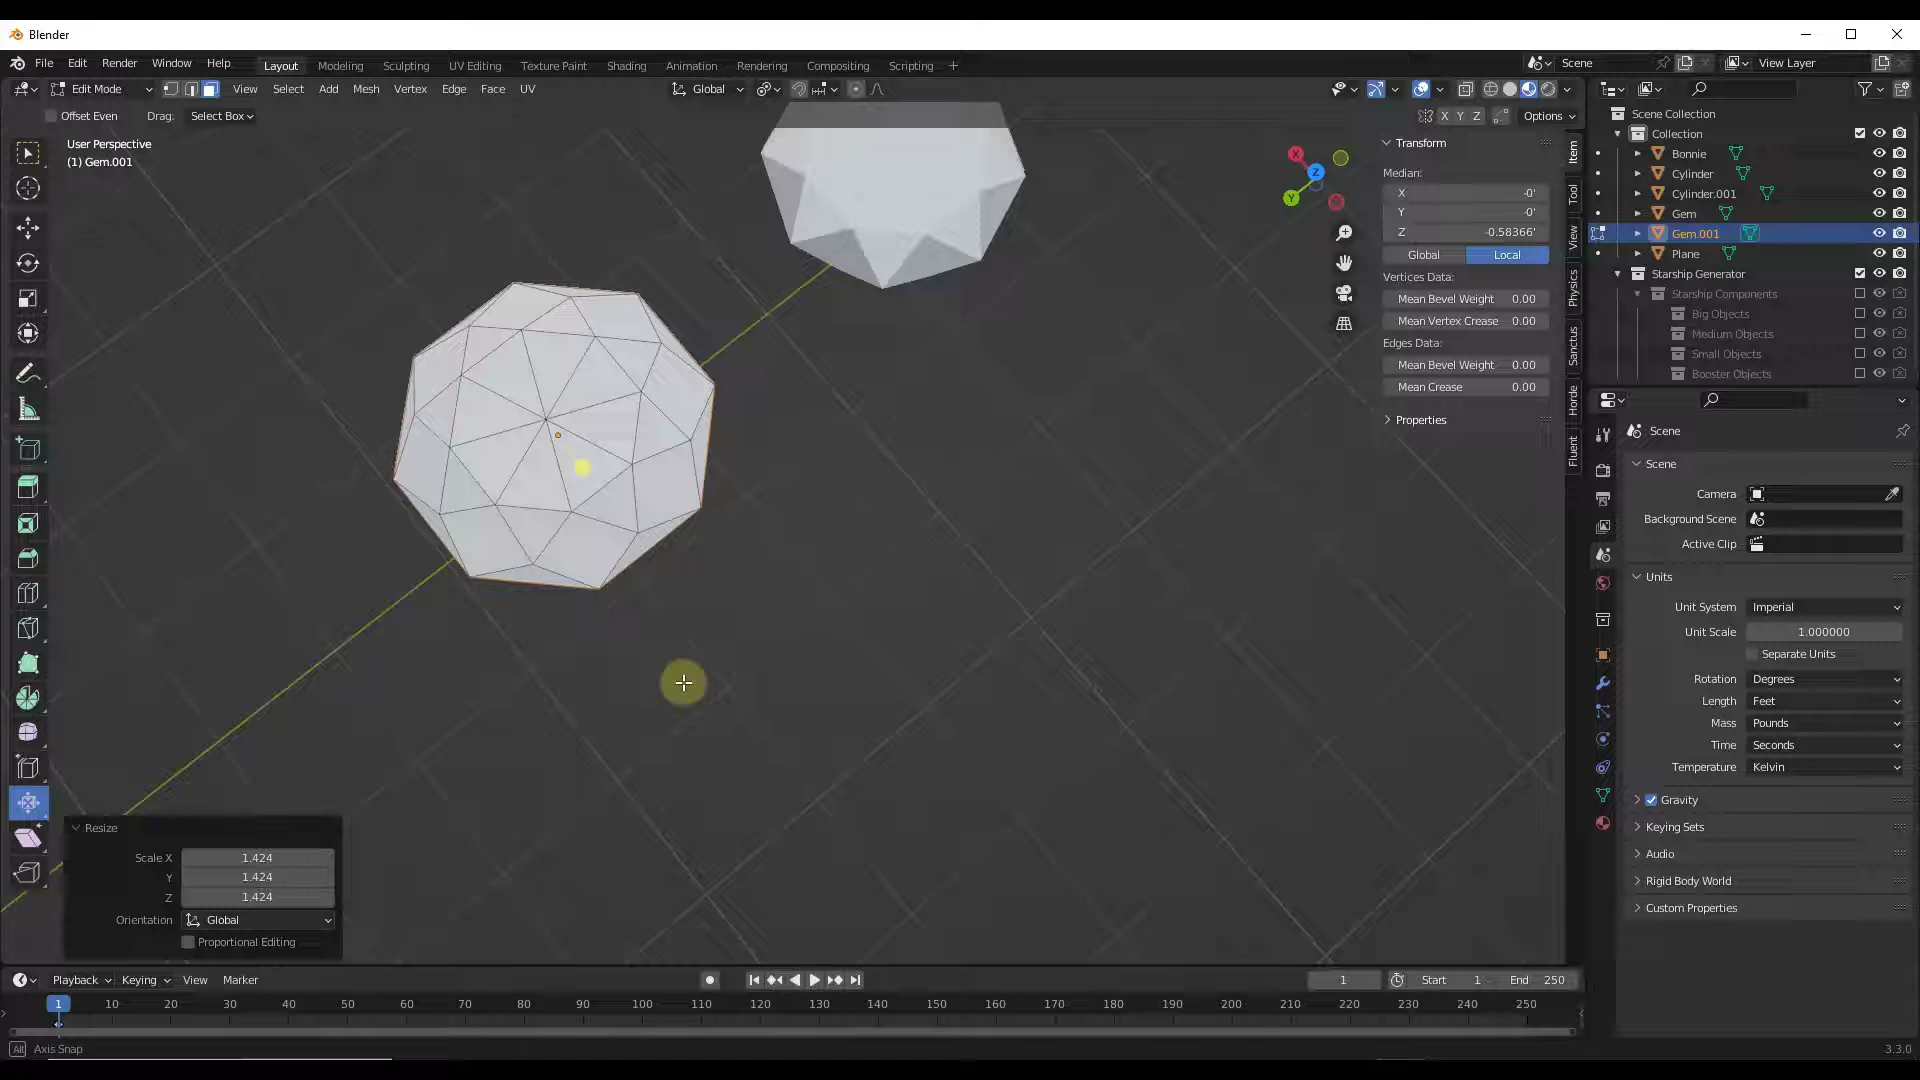 Blender
File Edit Render Window Help
Layout Modeling Sculpting UV Editing Texture Paint Shading Animation Rendering Compositing Scripting +
Scene
View Layer
Edit Mode View Select Add Mesh Vertex Edge Face UV
Global
Offset Even Drag: Select Box
X Y Z Options
User Perspective
(1) Gem.001
X
Y
Z
Transform
Median:
X -0'
Y -0'
Z -0.58366'
Global Local
Vertices Data:
Mean Bevel Weight 0.00
Mean Vertex Crease 0.00
Edges Data:
Mean Bevel Weight 0.00
Mean Crease 0.00
Properties
Item
Tool
View
Physics
Sanctus
Horde
Fluent
Scene Collection
Collection
Bonnie
Cylinder
Cylinder.001
Gem
Gem.001
Plane
Starship Generator
Starship Components
Big Objects
Medium Objects
Small Objects
Booster Objects
Scene
Scene
Camera
Background Scene
Active Clip
Units
Unit System Imperial
Unit Scale 1.000000
Separate Units
Rotation Degrees
Length Feet
Mass Pounds
Time Seconds
Temperature Kelvin
Gravity
Keying Sets
Audio
Rigid Body World
Custom Properties
Resize
Scale X 1.424
Y 1.424
Z 1.424
Orientation Global
Proportional Editing
Playback Keying View Marker
1 Start 1 End 250
1 10 20 30 40 50 60 70 80 90 100 110 120 130 140 150 160 170 180 190 200 210 220 230 240 250
Alt Axis Snap
3.3.0